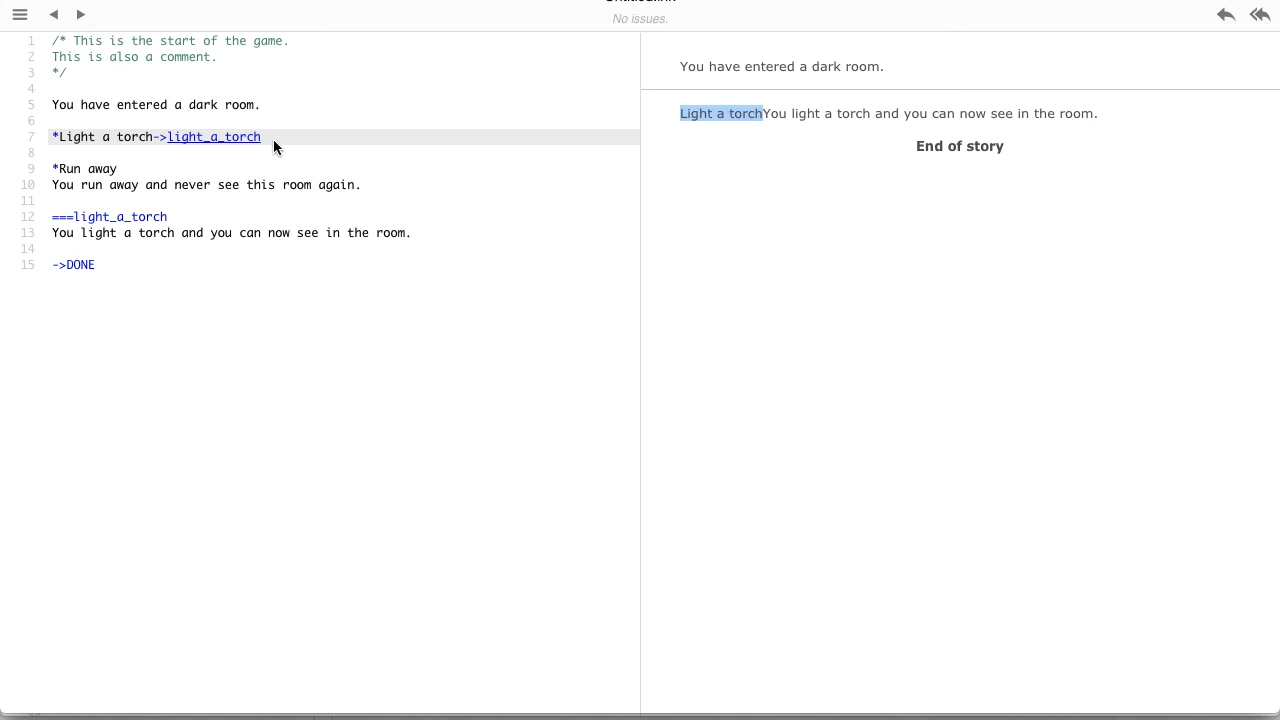 No issues.
1 /* This is the start of the game.
2 This is also a comment.
3 */
4
5 You have entered a dark room.
6
7 *Light a torch->light_a_torch
8
9 *Run away
10 You run away and never see this room again.
11
12 ===light_a_torch
13 You light a torch and you can now see in the room.
14
15 ->DONE
You have entered a dark room.
Light a torchYou light a torch and you can now see in the room.
End of story